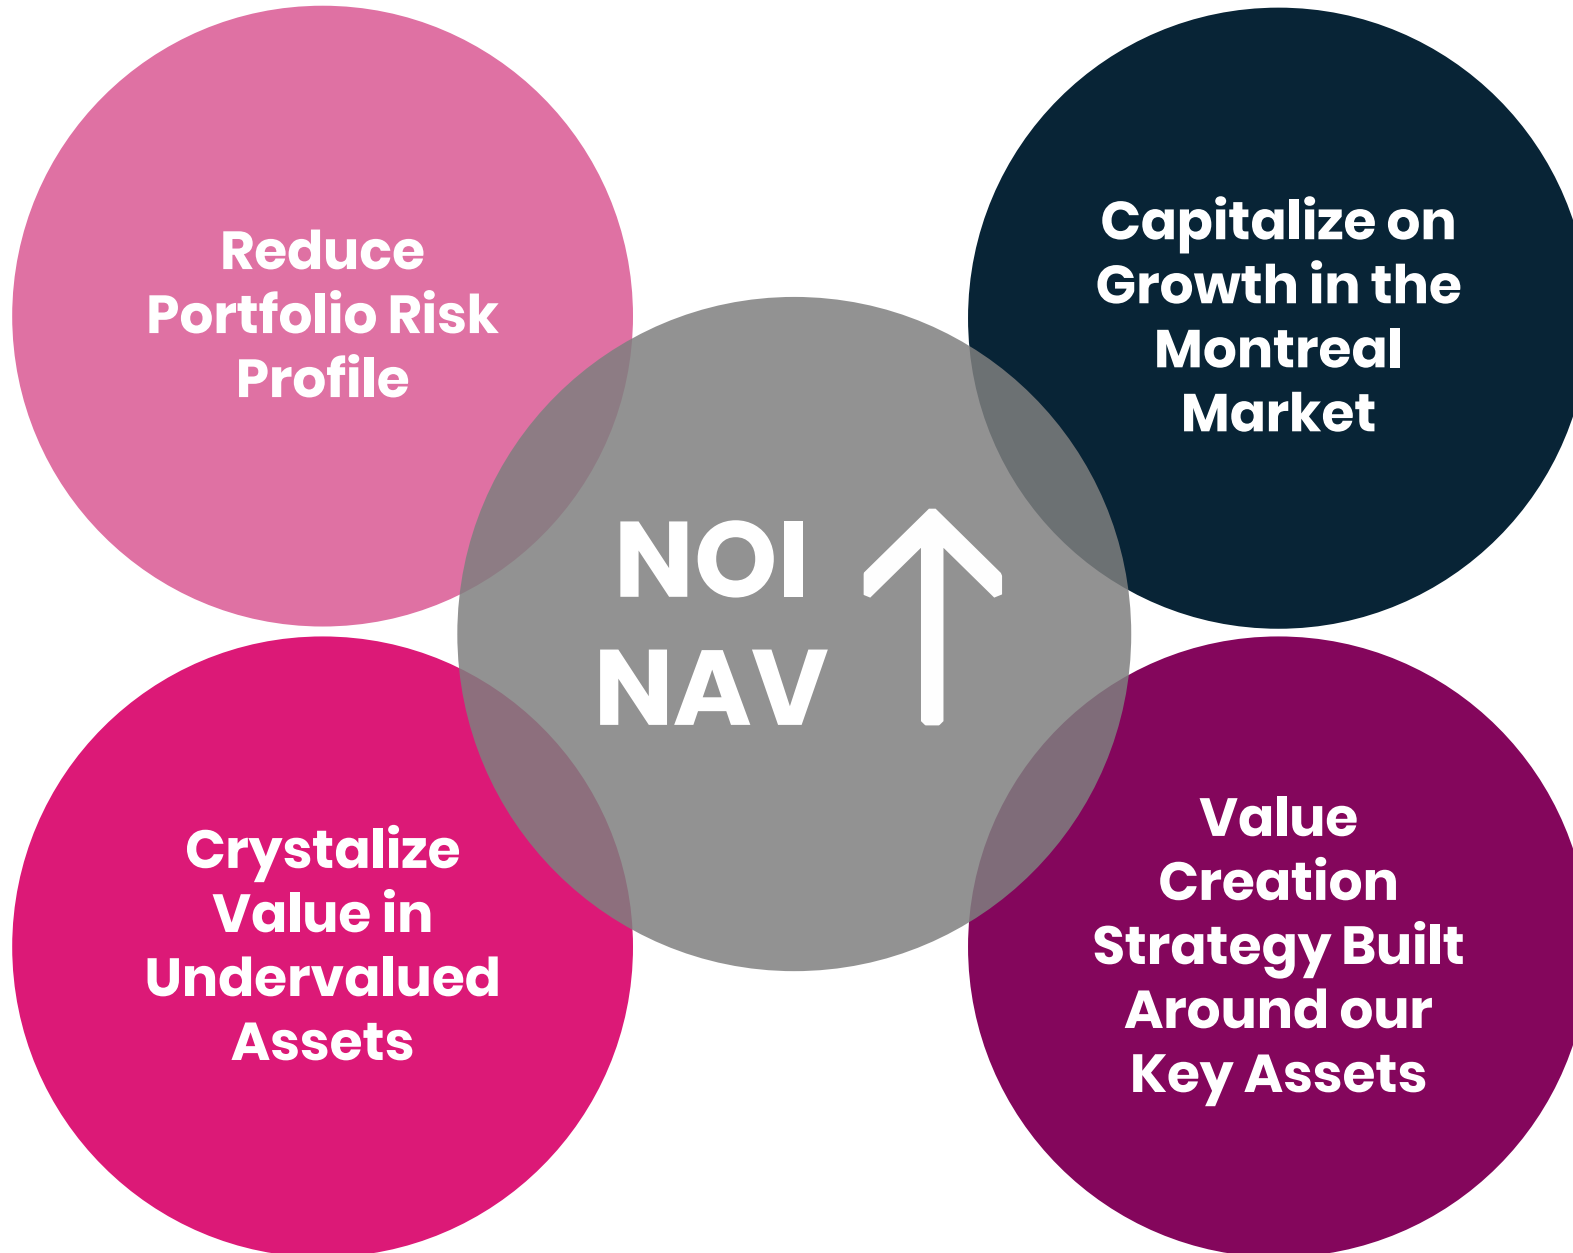 Reduce
Portfolio Risk
Profile
Capitalize on
Growth in the
Montreal
Market
NOI
NAV
Crystalize
Value in
Undervalued
Assets
Value
Creation
Strategy Built
Around our
Key Assets